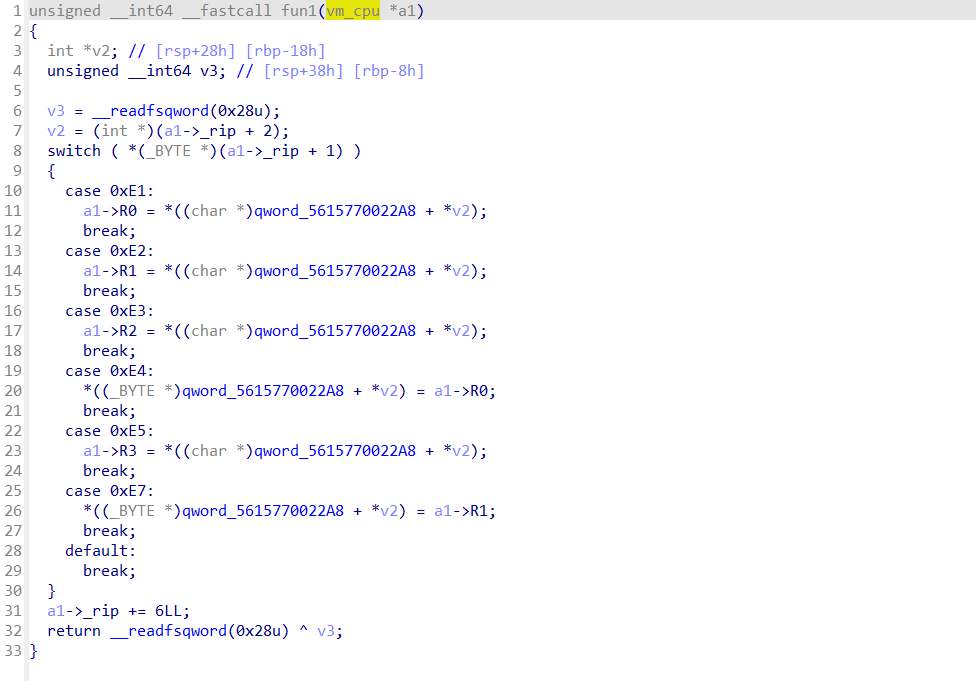 1 unsigned __int64 __fastcall fun1(vm_cpu *a1)
2 {
3   int *v2; // [rsp+28h] [rbp-18h]
4   unsigned __int64 v3; // [rsp+38h] [rbp-8h]
5
6   v3 = __readfsqword(0x28u);
7   v2 = (int *)(a1->_rip + 2);
8   switch ( *(_BYTE *)(a1->_rip + 1) )
9   {
10     case 0xE1:
11       a1->R0 = *((char *)qword_5615770022A8 + *v2);
12       break;
13     case 0xE2:
14       a1->R1 = *((char *)qword_5615770022A8 + *v2);
15       break;
16     case 0xE3:
17       a1->R2 = *((char *)qword_5615770022A8 + *v2);
18       break;
19     case 0xE4:
20       *((_BYTE *)qword_5615770022A8 + *v2) = a1->R0;
21       break;
22     case 0xE5:
23       a1->R3 = *((char *)qword_5615770022A8 + *v2);
24       break;
25     case 0xE7:
26       *((_BYTE *)qword_5615770022A8 + *v2) = a1->R1;
27       break;
28     default:
29       break;
30   }
31   a1->_rip += 6LL;
32   return __readfsqword(0x28u) ^ v3;
33 }